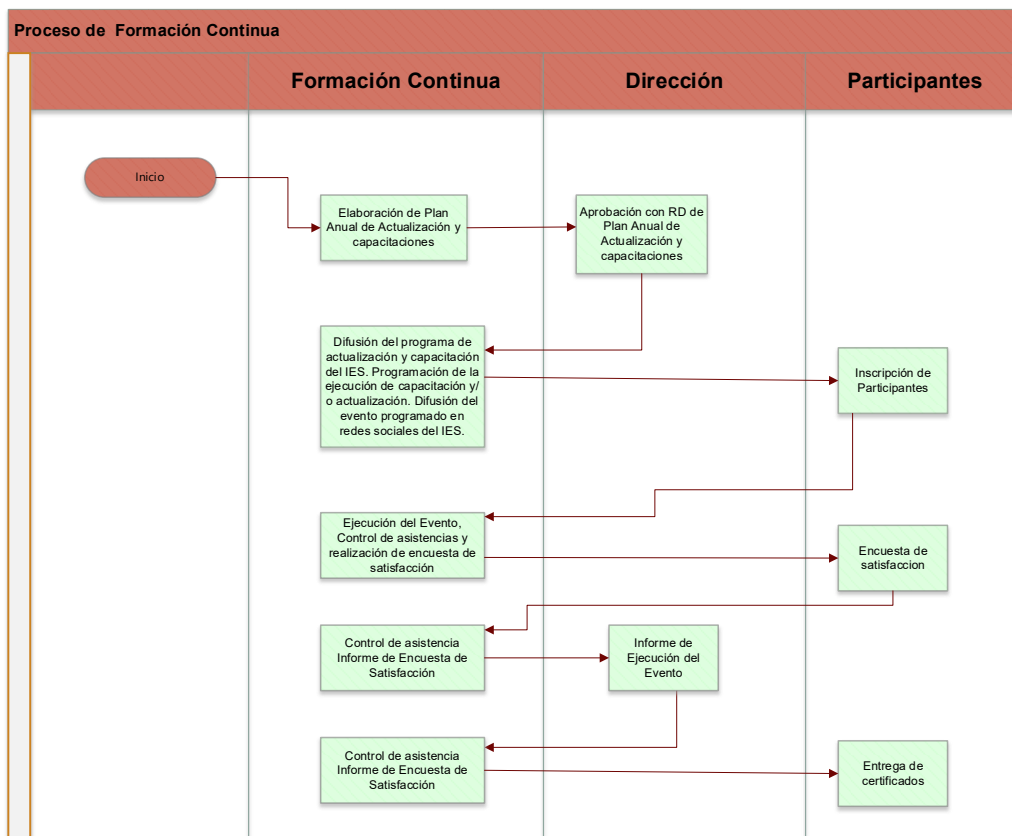 Proceso de Formación Continua
Formación Continua
Dirección
Participantes
Inicio
Elaboración de Plan
Anual de Actualización y
capacitaciones
Aprobación con RD de
Plan Anual de
Actualización y
capacitaciones
Difusión del programa de
actualización y capacitación
del IES. Programación de la
ejecución de capacitación y/
o actualización. Difusión del
evento programado en
redes sociales del IES.
Inscripción de
Participantes
Ejecución del Evento,
Control de asistencias y
realización de encuesta de
satisfacción
Encuesta de
satisfaccion
Control de asistencia
Informe de Encuesta de
Satisfacción
Informe de
Ejecución del
Evento
Control de asistencia
Informe de Encuesta de
Satisfacción
Entrega de
certificados